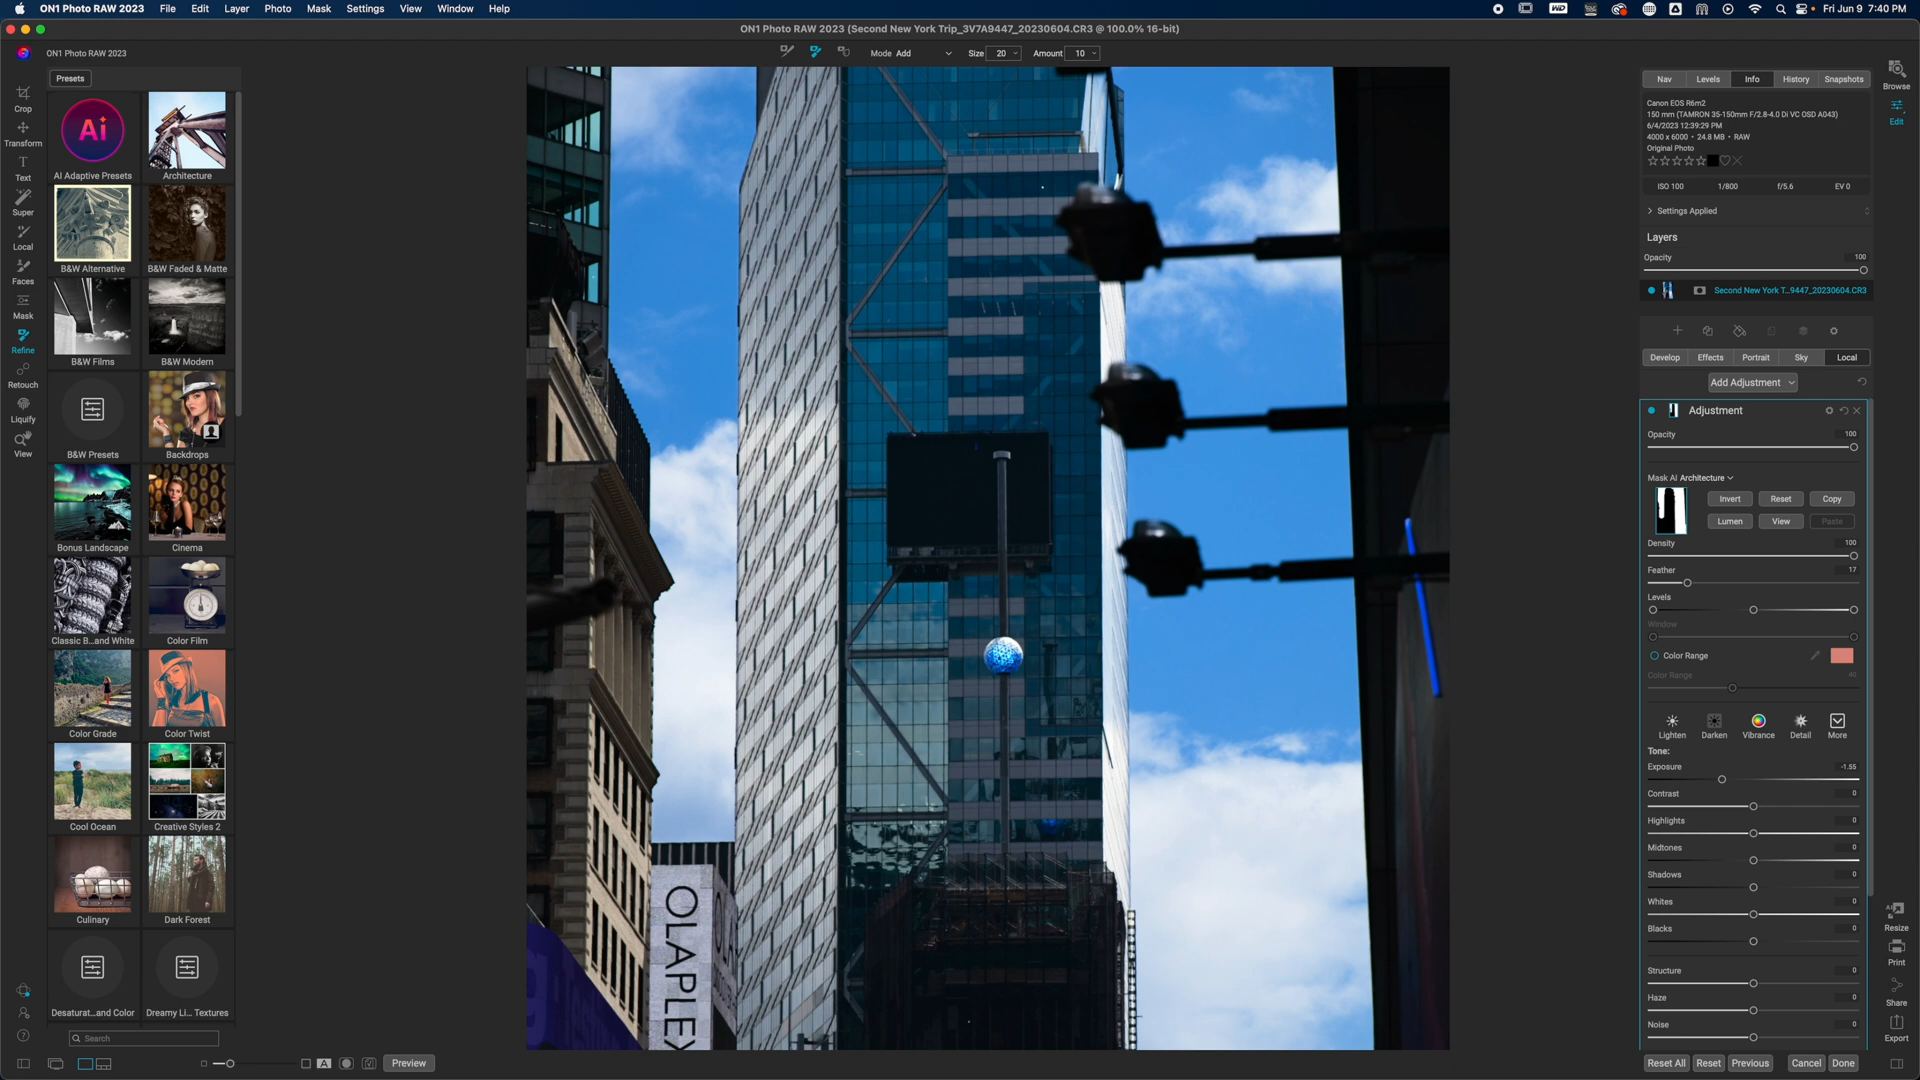 ON1 Photo RAW 2023 File Edit Layer Photo Mask Settings View Window Help
Fri Jun 9 7:40 PM
ON1 Photo RAW 2023 (Second New York Trip_3V7A9447_20230604.CR3 @ 100.0% 16-bit)
ON1 Photo RAW 2023
Mode Add Size 20 Amount 10
Crop
Transform
Text
Super
Local
Faces
Mask
Refine
Retouch
Liquify
View
Presets
Ai
AI Adaptive Presets Architecture
B&W Alternative B&W Faded & Matte
B&W Films B&W Modern
B&W Presets Backdrops
Bonus Landscape Cinema
Classic B...and White Color Film
Color Grade Color Twist
Cool Ocean Creative Styles 2
Culinary Dark Forest
Desaturat...and Color Dreamy Li... Textures
Search
A Preview
OLAPLEX
Nav Levels Info History Snapshots
Canon EOS R6m2
150 mm (TAMRON 35-150mm F/2.8-4.0 Di VC OSD A043)
6/4/2023 12:39:29 PM
4000 x 6000 • 24.8 MB • RAW
Original Photo
ISO 100 1/800 f/5.6 EV 0
Settings Applied
Layers
Opacity 100
Second New York T...9447_20230604.CR3
Develop Effects Portrait Sky Local
Add Adjustment
Adjustment
Opacity 100
Mask AI Architecture
Invert Reset Copy
Lumen View Paste
Density 100
Feather 17
Levels
Window
Color Range
Color Range 40
Lighten Darken Vibrance Detail More
Tone:
Exposure -1.55
Contrast 0
Highlights 0
Midtones 0
Shadows 0
Whites 0
Blacks 0
Structure 0
Haze 0
Noise 0
Reset All Reset Previous Cancel Done
Browse
Edit
Resize
Print
Share
Export